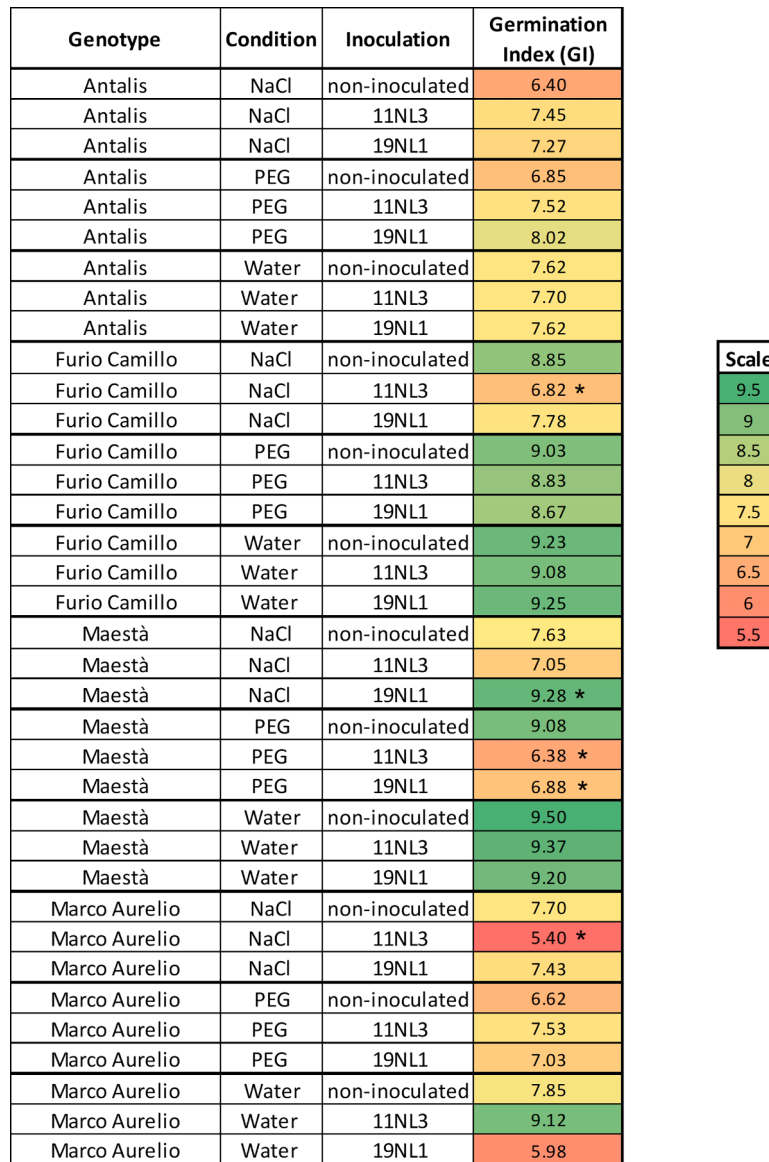 Genotype Condition Inoculation Germination Index (GI)
Antalis NaCl non-inoculated 6.40
Antalis NaCl 11NL3 7.45
Antalis NaCl 19NL1 7.27
Antalis PEG non-inoculated 6.85
Antalis PEG 11NL3 7.52
Antalis PEG 19NL1 8.02
Antalis Water non-inoculated 7.62
Antalis Water 11NL3 7.70
Antalis Water 19NL1 7.62
Furio Camillo NaCl non-inoculated 8.85
Furio Camillo NaCl 11NL3 6.82 *
Furio Camillo NaCl 19NL1 7.78
Furio Camillo PEG non-inoculated 9.03
Furio Camillo PEG 11NL3 8.83
Furio Camillo PEG 19NL1 8.67
Furio Camillo Water non-inoculated 9.23
Furio Camillo Water 11NL3 9.08
Furio Camillo Water 19NL1 9.25
Maestà NaCl non-inoculated 7.63
Maestà NaCl 11NL3 7.05
Maestà NaCl 19NL1 9.28 *
Maestà PEG non-inoculated 9.08
Maestà PEG 11NL3 6.38 *
Maestà PEG 19NL1 6.88 *
Maestà Water non-inoculated 9.50
Maestà Water 11NL3 9.37
Maestà Water 19NL1 9.20
Marco Aurelio NaCl non-inoculated 7.70
Marco Aurelio NaCl 11NL3 5.40 *
Marco Aurelio NaCl 19NL1 7.43
Marco Aurelio PEG non-inoculated 6.62
Marco Aurelio PEG 11NL3 7.53
Marco Aurelio PEG 19NL1 7.03
Marco Aurelio Water non-inoculated 7.85
Marco Aurelio Water 11NL3 9.12
Marco Aurelio Water 19NL1 5.98
Scale
9.5
9
8.5
8
7.5
7
6.5
6
5.5